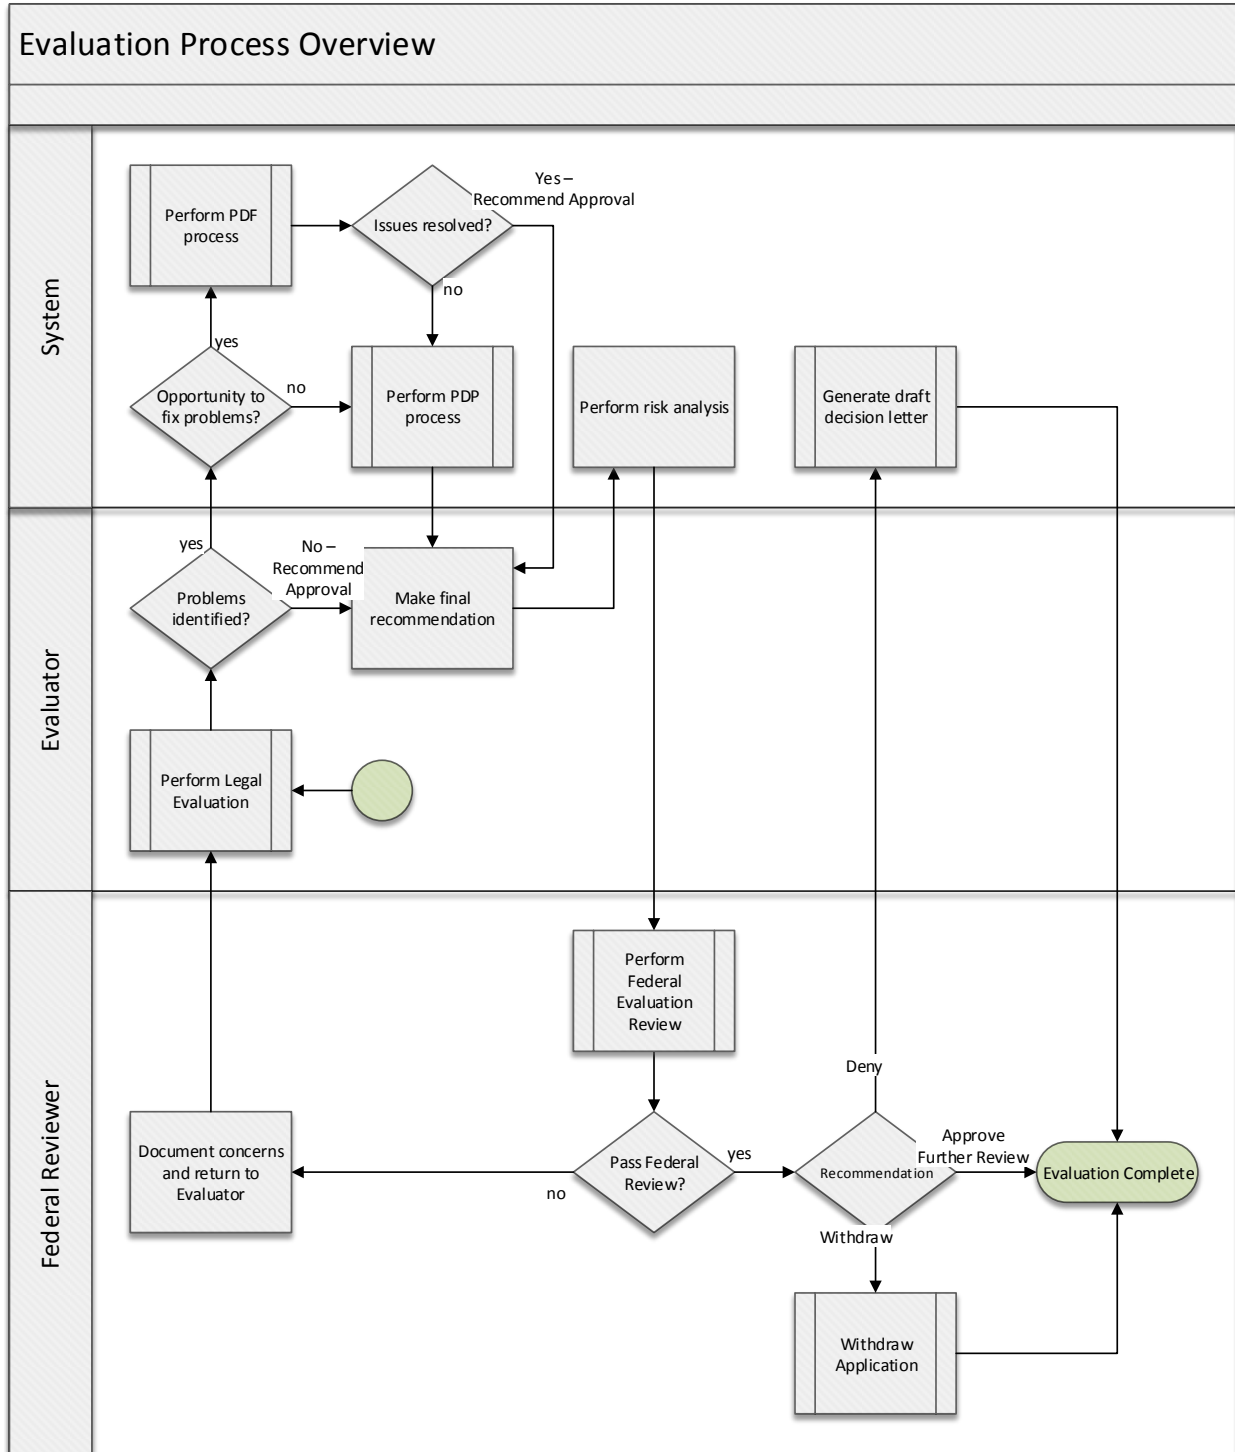 Evaluation Process Overview
System
Perform PDF
process
Issues resolved?
Yes –
Recommend Approval
no
yes
Opportunity to
fix problems?
no
Perform PDP
process
Perform risk analysis
Generate draft
decision letter
Evaluator
yes
Problems
identified?
No –
Recommend
Approval
Make final
recommendation
Perform Legal
Evaluation
Federal Reviewer
Perform
Federal
Evaluation
Review
Deny
Document concerns
and return to
Evaluator
no
Pass Federal
Review?
yes
Recommendation
Approve
Further Review
Evaluation Complete
Withdraw
Withdraw
Application